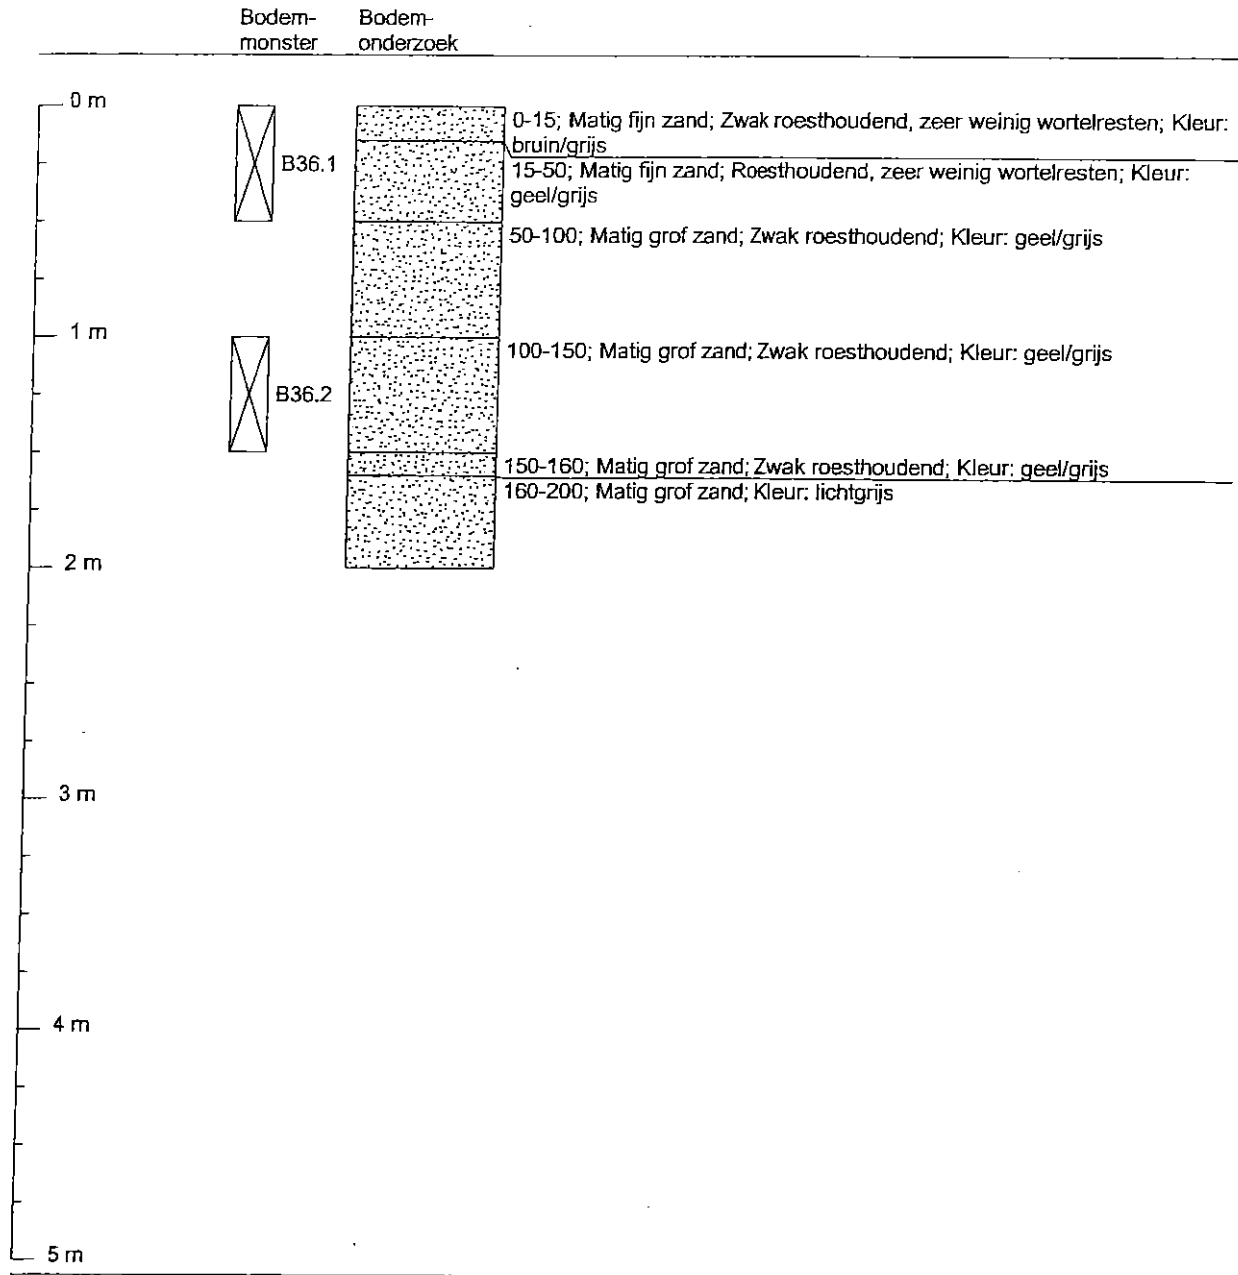 Bodem-
monster
Bodem-
onderzoek
0 m
0-15; Matig fijn zand; Zwak roesthoudend, zeer weinig wortelresten; Kleur:
bruin/grijs
B36.1
15-50; Matig fijn zand; Roesthoudend, zeer weinig wortelresten; Kleur:
geel/grijs
50-100; Matig grof zand; Zwak roesthoudend; Kleur: geel/grijs
1 m
100-150; Matig grof zand; Zwak roesthoudend; Kleur: geel/grijs
B36.2
150-160; Matig grof zand; Zwak roesthoudend; Kleur: geel/grijs
160-200; Matig grof zand; Kleur: lichtgrijs
2 m
3 m
4 m
5 m